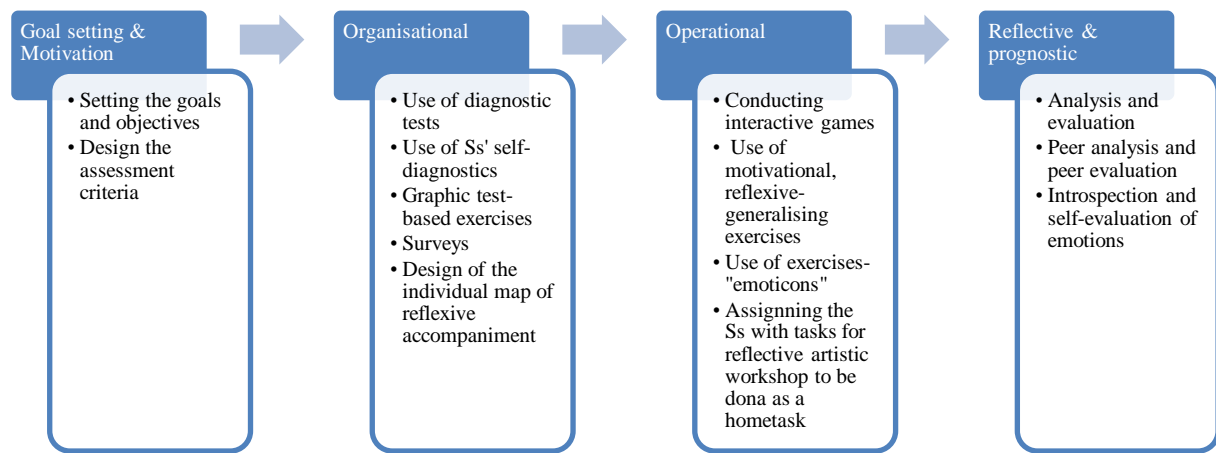 Goal setting &
Motivation
• Setting the goals
and objectives
• Design the
assessment
criteria
Organisational
• Use of diagnostic
tests
• Use of Ss' self-
diagnostics
• Graphic test-
based exercises
• Surveys
• Design of the
individual map of
reflexive
accompaniment
Operational
• Conducting
interactive games
• Use of
motivational,
reflexive-
generalising
exercises
• Use of exercises-
"emoticons"
• Assignning the
Ss with tasks for
reflective artistic
workshop to be
dona as a
hometask
Reflective &
prognostic
• Analysis and
evaluation
• Peer analysis and
peer evaluation
• Introspection and
self-evaluation of
emotions